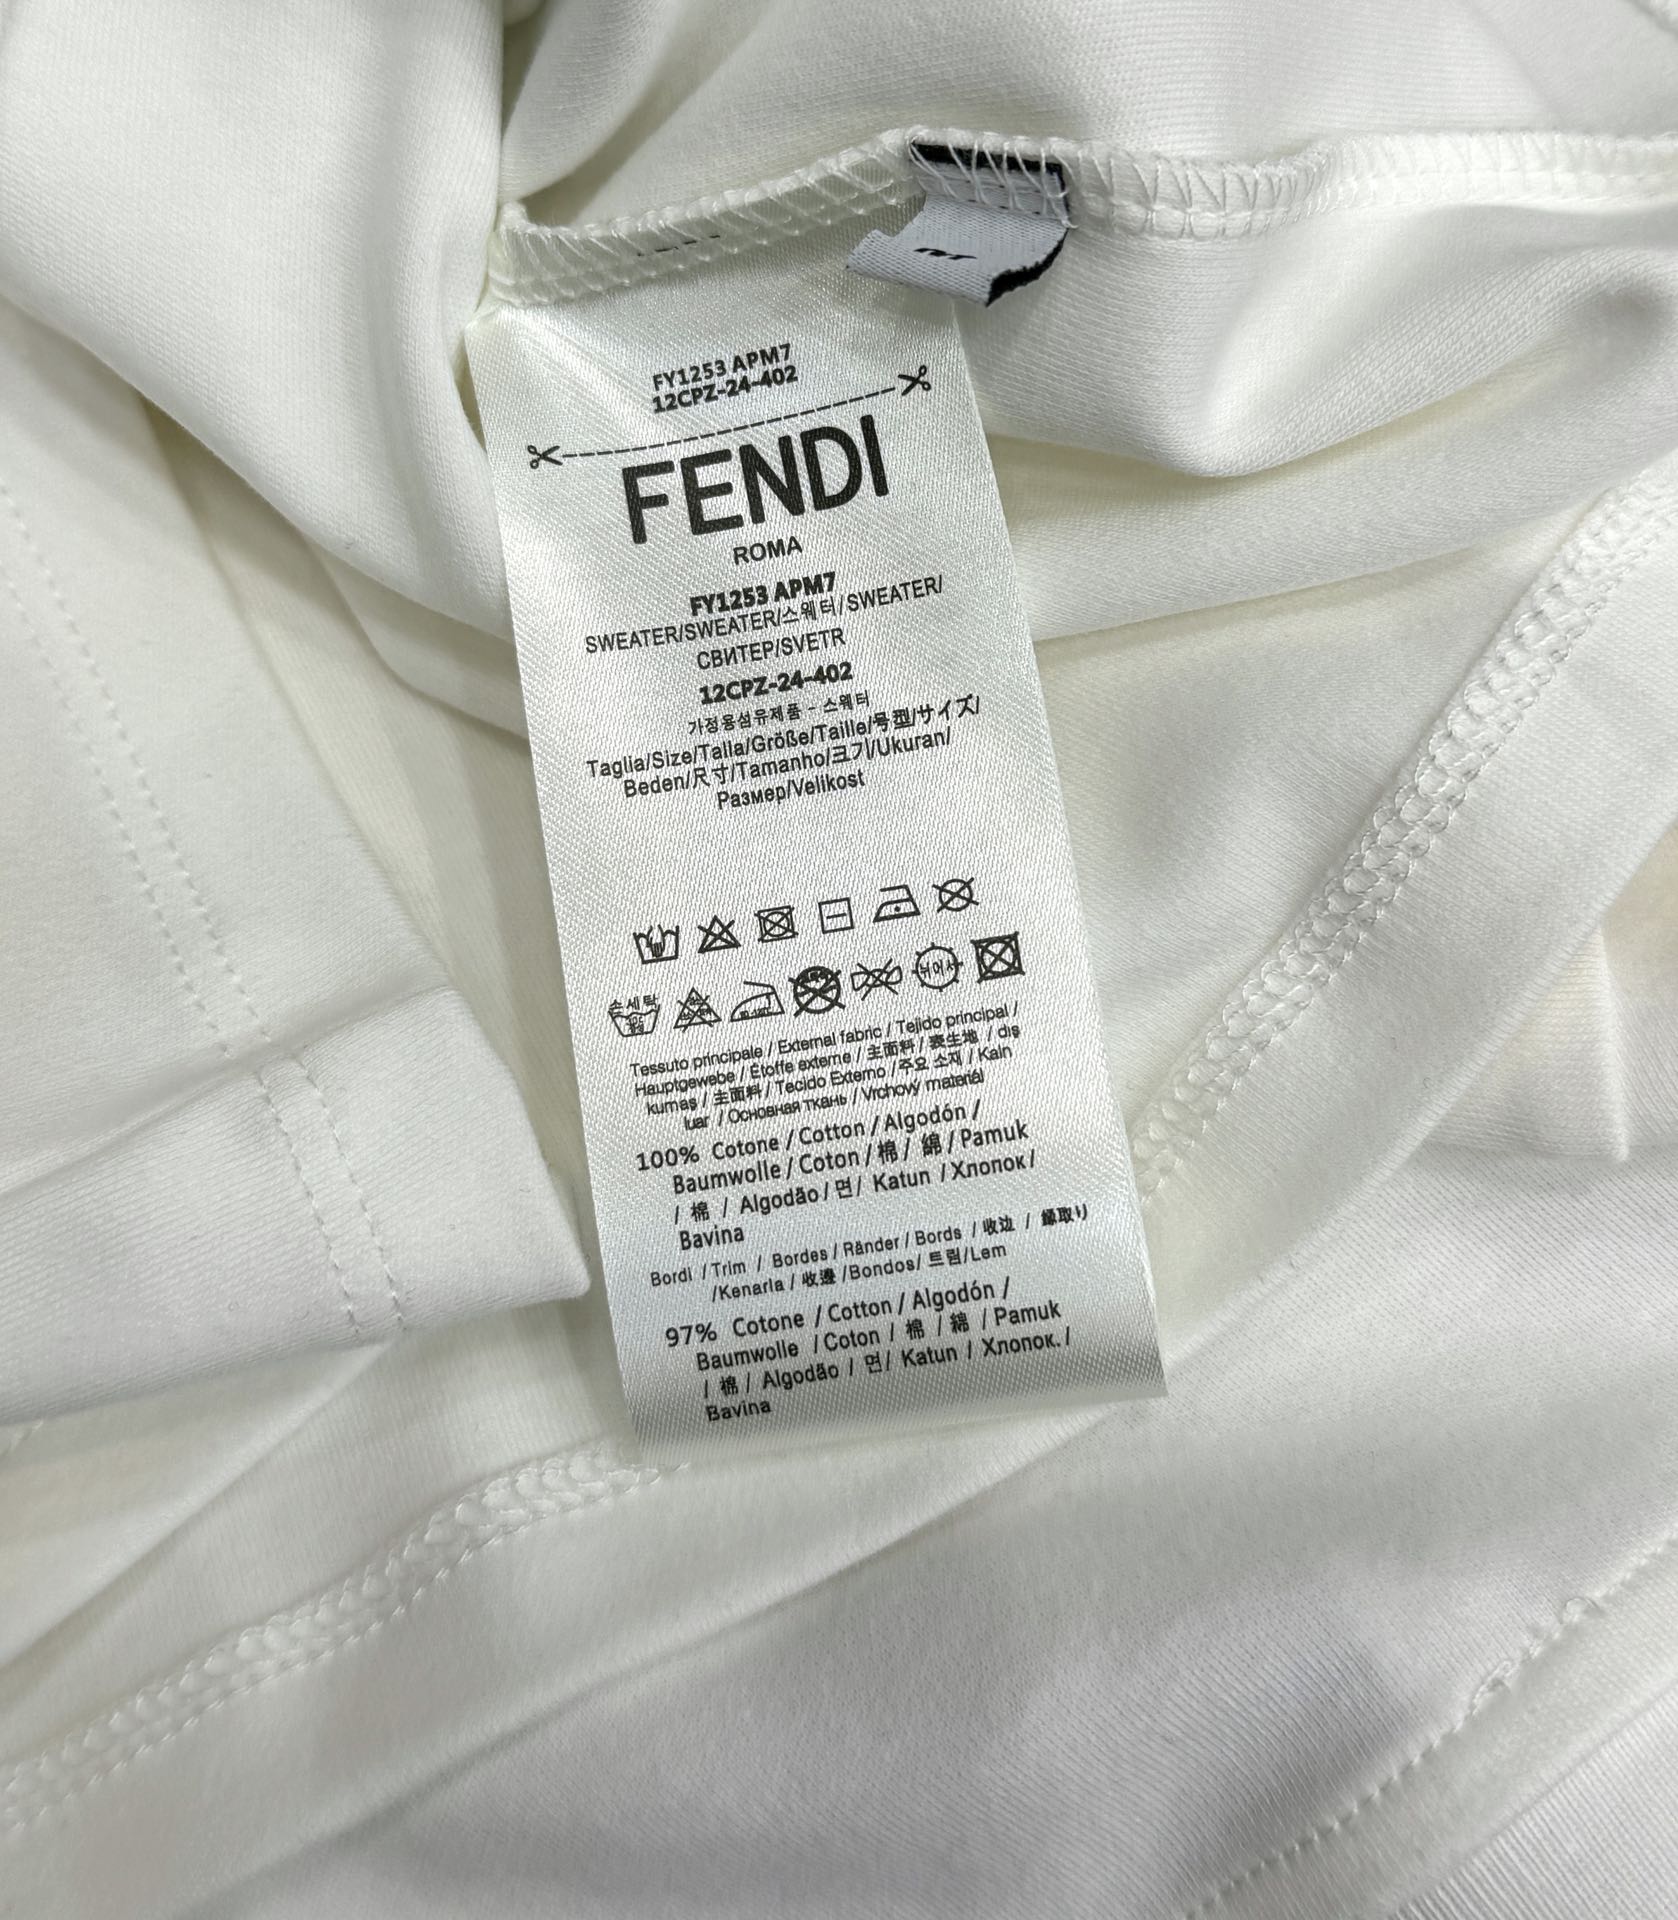 FY1253 APM7
12CPZ-24-402
FENDI
ROMA
FY1253 APM7
SWEATER/SWEATER/스웨터/SWEATER/
СВИТЕР/SVETR
12CPZ-24-402
가정용섬유제품 - 스웨터
Taglia/Size/Talla/Größe/Taille/号型/サイズ/
Beden/尺寸/Tamanho/크기/Ukuran/
Размер/Velikost
손세탁
Tessuto principale / External fabric / Tejido principal /
Hauptgewebe / Étoffe externe / 主面料 / 表生地 / dış
kumaş / 主面料 / Tecido Externo / 주요 소재 / Kain
luar / Основная ткань / Vrchový materiál
100% Cotone / Cotton / Algodón /
Baumwolle / Coton / 棉 / 綿 / Pamuk
/ 棉 / Algodão / 면 / Katun / Хлопок /
Bavlna
Bordi / Trim / Bordes / Ränder / Bords / 收边 / 縁取り
/Kenarla / 收邊 /Bondos/ 트림/Lem
97% Cotone / Cotton / Algodón /
Baumwolle / Coton / 棉 / 綿 / Pamuk
/ 棉 / Algodão / 면/ Katun / Хлопок. /
Bavina